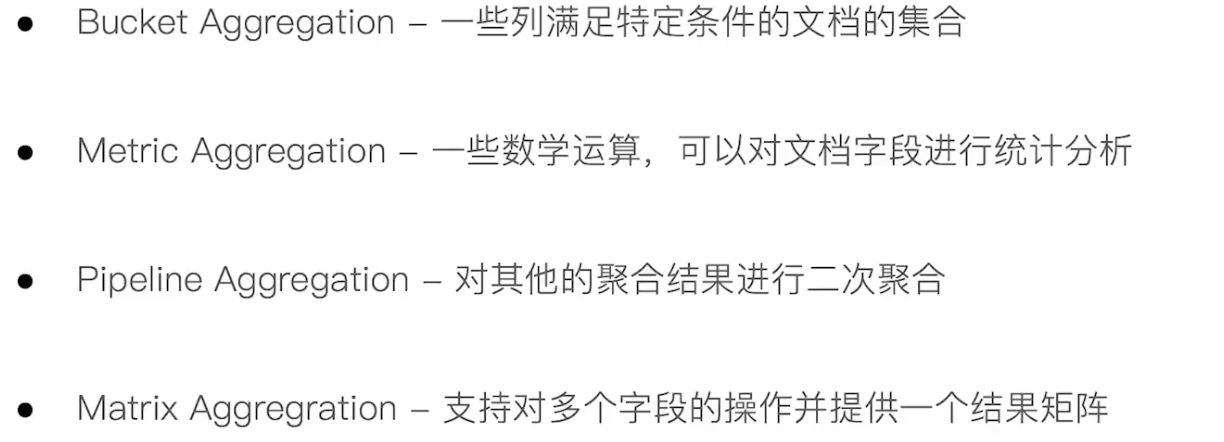 ● Bucket Aggregation – 一些列满足特定条件的文档的集合
● Metric Aggregation – 一些数学运算，可以对文档字段进行统计分析
● Pipeline Aggregation – 对其他的聚合结果进行二次聚合
● Matrix Aggregration – 支持对多个字段的操作并提供一个结果矩阵